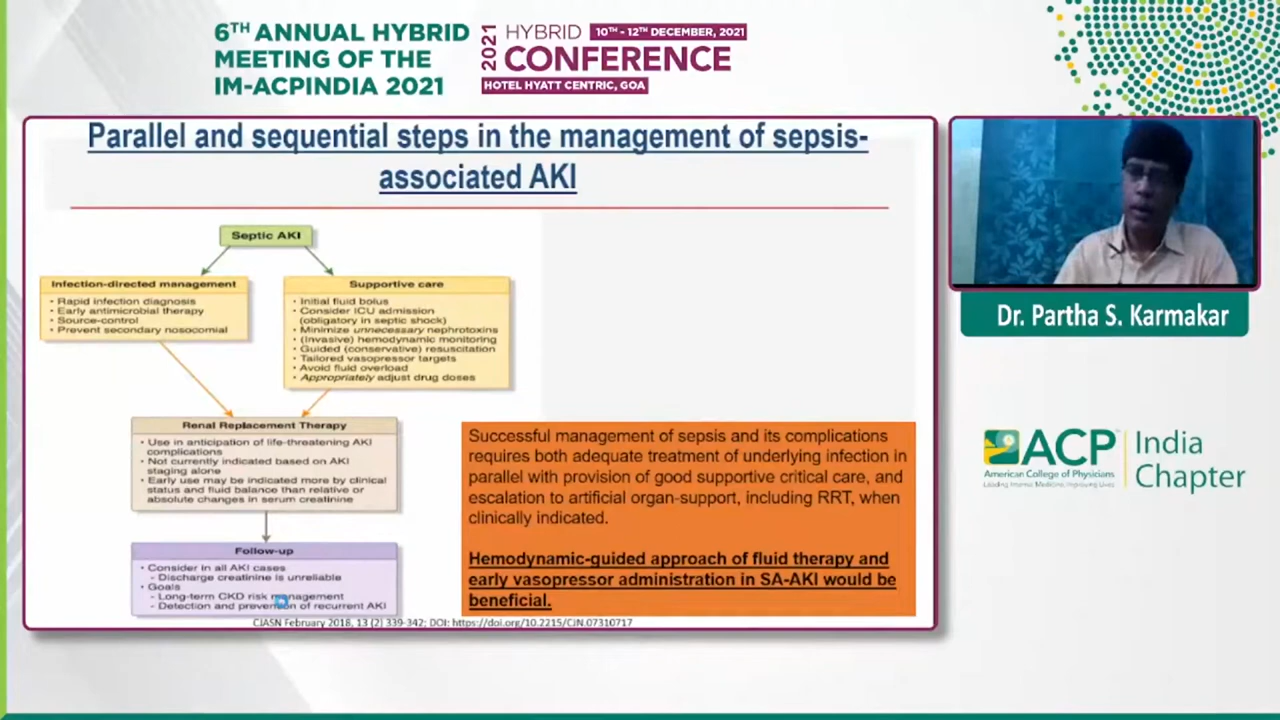 6TH ANNUAL HYBRID
MEETING OF THE
IM-ACPINDIA 2021
2021
HYBRID
10TH - 12TH DECEMBER, 2021
CONFERENCE
HOTEL HYATT CENTRIC, GOA
Parallel and sequential steps in the management of sepsis-
associated AKI
Septic AKI
Infection-directed management
• Rapid infection diagnosis
• Early antimicrobial therapy
• Source-control
• Prevent secondary nosocomial
Supportive care
• Initial fluid bolus
• Consider ICU admission
(obligatory in septic shock)
• Minimize unnecessary nephrotoxins
• (Invasive) hemodynamic monitoring
• Guided (conservative) resuscitation
• Tailored vasopressor targets
• Avoid fluid overload
• Appropriately adjust drug doses
Renal Replacement Therapy
• Use in anticipation of life-threatening AKI
complications
• Not currently indicated based on AKI
staging alone
• Early use may be indicated more by clinical
status and fluid balance than relative or
absolute changes in serum creatinine
Follow-up
• Consider in all AKI cases
- Discharge creatinine is unreliable
• Goals
- Long-term CKD risk management
- Detection and prevention of recurrent AKI
Successful management of sepsis and its complications
requires both adequate treatment of underlying infection in
parallel with provision of good supportive critical care, and
escalation to artificial organ-support, including RRT, when
clinically indicated.
Hemodynamic-guided approach of fluid therapy and
early vasopressor administration in SA-AKI would be
beneficial.
CJASN February 2018, 13 (2) 339-342; DOI: https://doi.org/10.2215/CJN.07310717
Dr. Partha S. Karmakar
ACP
American College of Physicians
Leading Internal Medicine, Improving Lives
India
Chapter